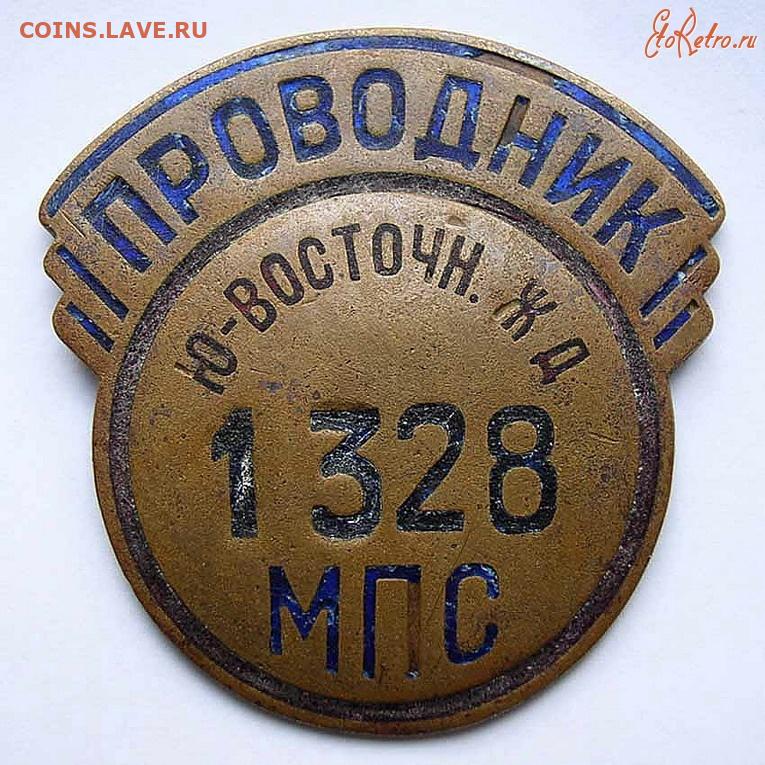 COINS.LAVE.RU
EtoRetro.ru
ПРОВОДНИК
Ю-ВОСТОЧН. Ж Д
1328
МПС